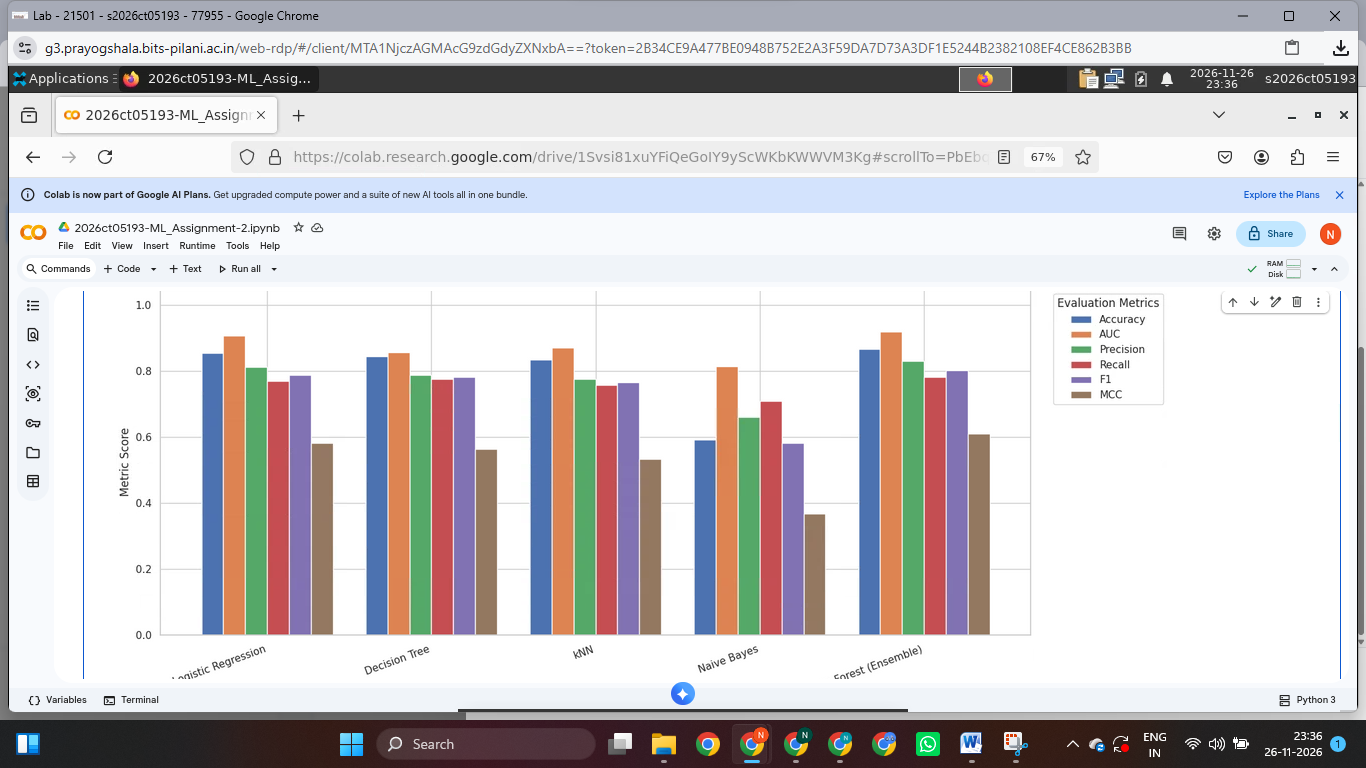 Lab - 21501 - s2026ct05193 - 77955 - Google Chrome
g3.prayogshala.bits-pilani.ac.in/web-rdp/#/client/MTA1NjczAGMAcG9zdGdyZXNxbA==?token=2B34CE9A477BE0948B752E2A3F59DA7D73A3DF1E5244B2382108EF4CE862B3BB
Applications 2026ct05193-ML_Assig... 2026-11-26 s2026ct05193
23:36
2026ct05193-ML_Assign
https://colab.research.google.com/drive/1Svsi81xuYFiQeGoIY9yScWKbKWWVM3Kg#scrollTo=PbEbq 67%
Colab is now part of Google AI Plans. Get upgraded compute power and a suite of new AI tools all in one bundle. Explore the Plans
2026ct05193-ML_Assignment-2.ipynb
File Edit View Insert Runtime Tools Help Share N
Commands + Code + Text Run all RAM
Disk
Evaluation Metrics
Accuracy
AUC
Precision
Recall
F1
MCC
1.0
0.8
0.6
0.4
0.2
0.0
Metric Score
Logistic Regression Decision Tree kNN Naive Bayes Forest (Ensemble)
Variables Terminal Python 3
Search ENG 23:36
IN 26-11-2026 1